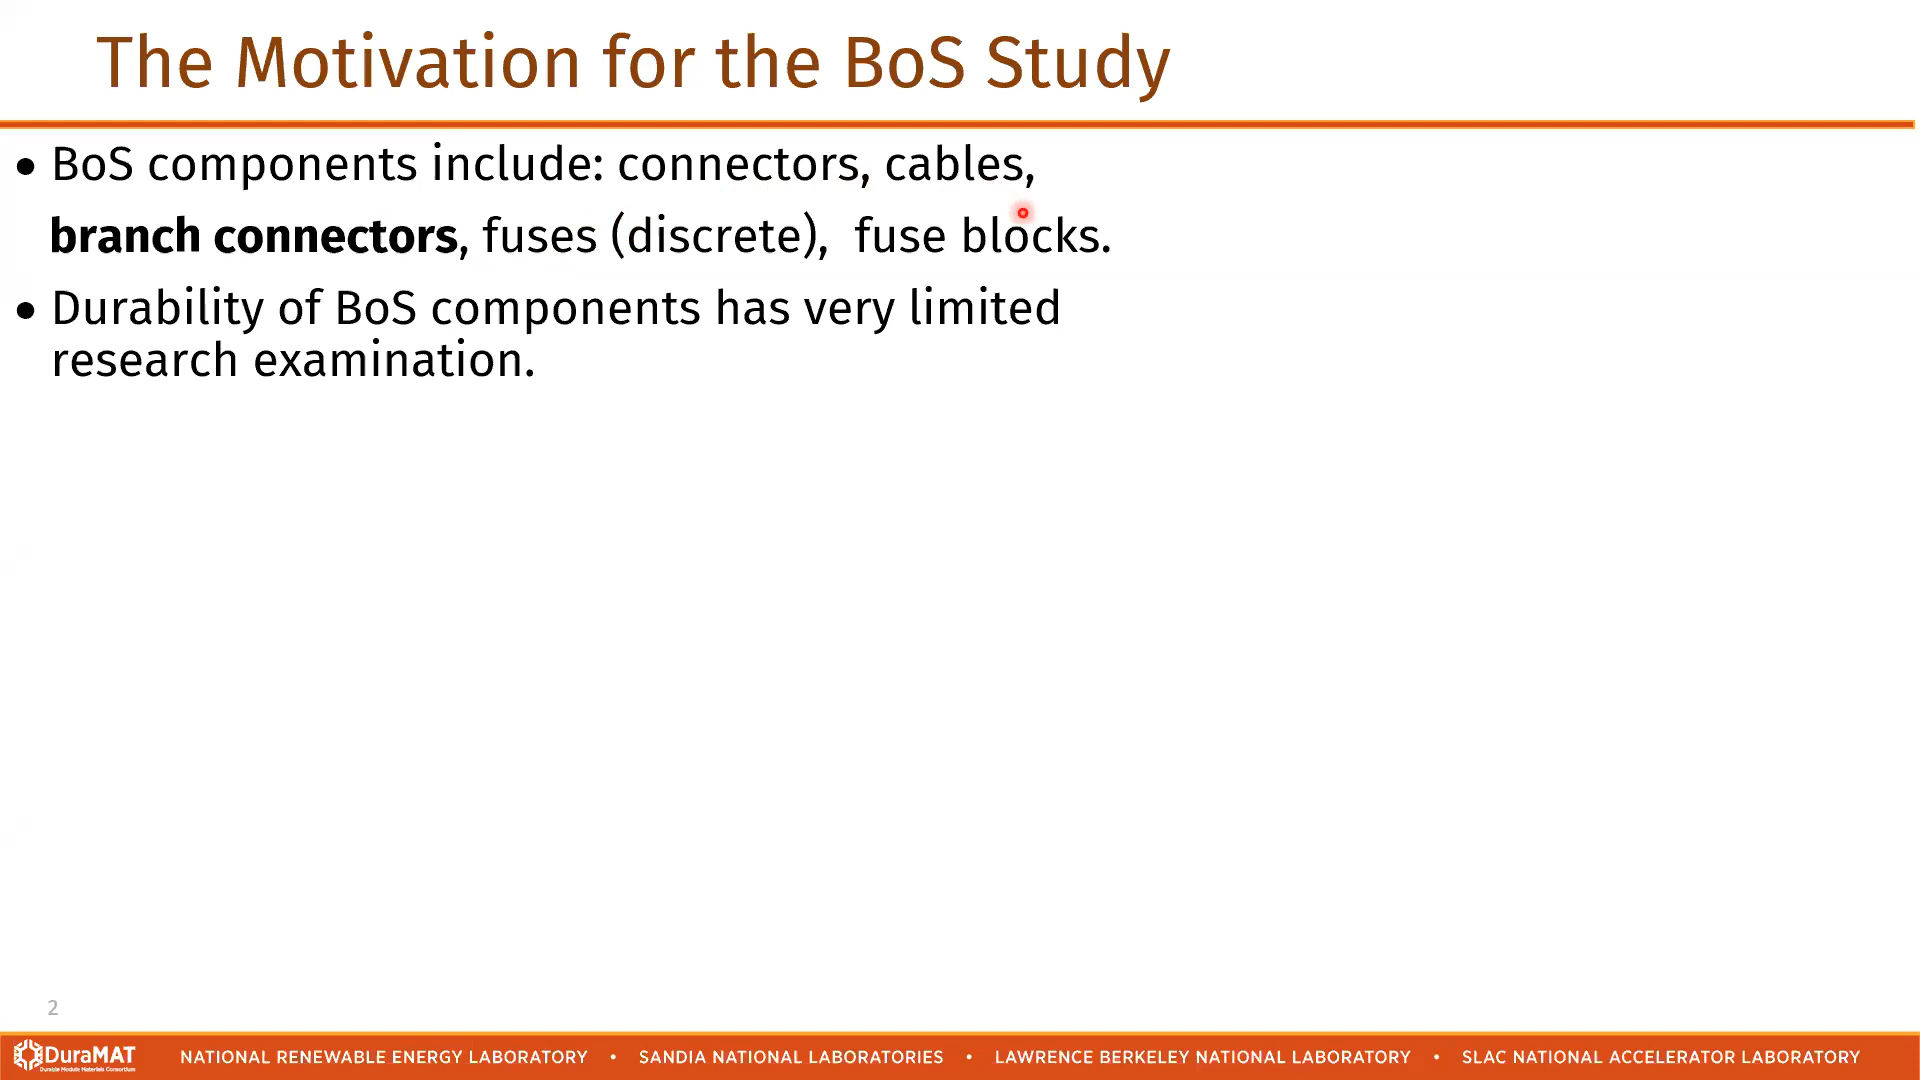 The Motivation for the BoS Study
• BoS components include: connectors, cables,
branch connectors, fuses (discrete), fuse blocks.
• Durability of BoS components has very limited
research examination.
2
DuraMAT
Durable Module Materials Consortium
NATIONAL RENEWABLE ENERGY LABORATORY • SANDIA NATIONAL LABORATORIES • LAWRENCE BERKELEY NATIONAL LABORATORY • SLAC NATIONAL ACCELERATOR LABORATORY